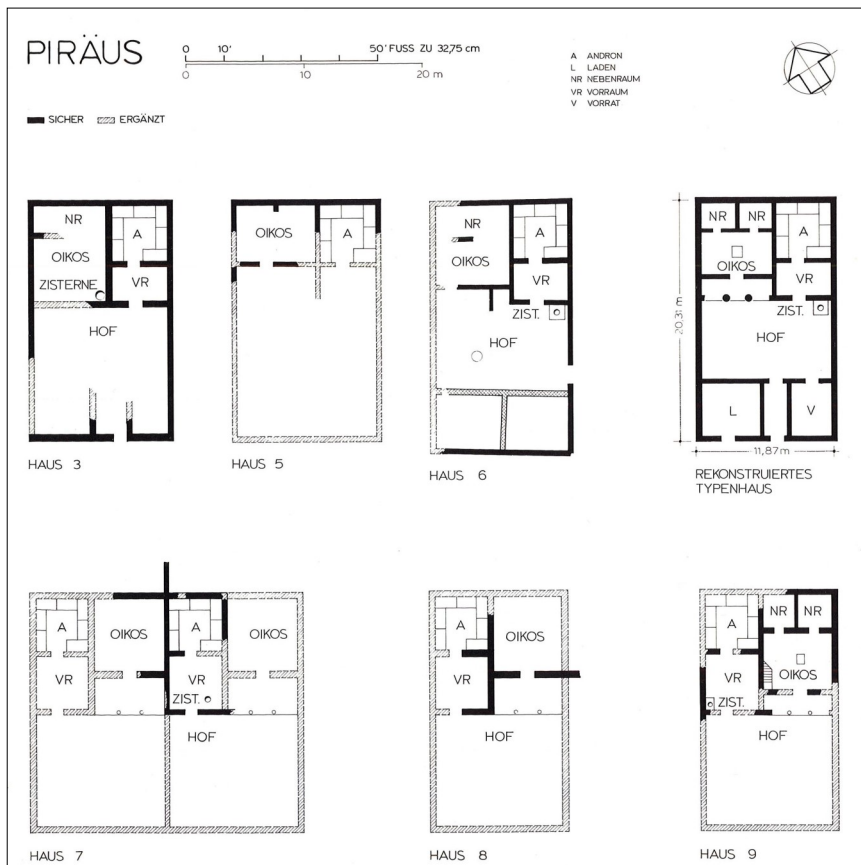 PIRÄUS
0 10' 50' FUSS ZU 32,75 cm
0 10 20 m
A ANDRON
L LADEN
NR NEBENRAUM
VR VORRAUM
V VORRAT
SICHER ERGÄNZT
NR
A
OIKOS
VR
ZISTERNE
HOF
HAUS 3
OIKOS
A
HAUS 5
NR
A
OIKOS
VR
ZIST.
HOF
HAUS 6
NR NR
A
OIKOS
VR
ZIST.
HOF
L V
20,31 m
11,87 m
REKONSTRUIERTES
TYPENHAUS
A OIKOS A OIKOS
VR VR
ZIST.
HOF
HAUS 7
A OIKOS
VR
HOF
HAUS 8
A NR NR
VR OIKOS
ZIST.
HOF
HAUS 9